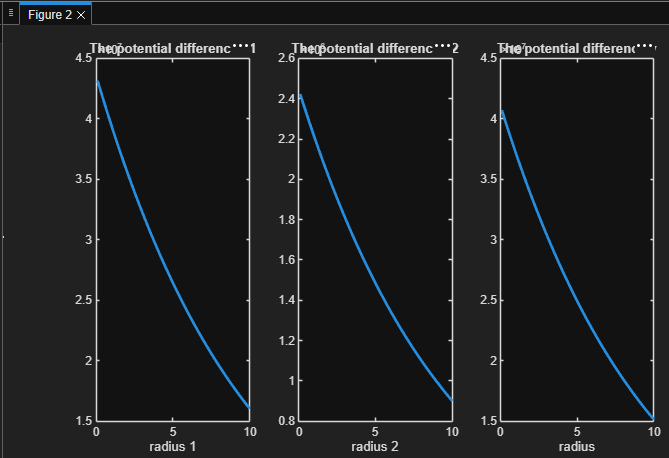 Figure 2
The potential differenc 1
The potential differenc 2
The potential differenc
4.5
4
3.5
3
2.5
2
1.5
0 5 10
radius 1
2.6
2.4
2.2
2
1.8
1.6
1.4
1.2
1
0.8
0 5 10
radius 2
4.5
4
3.5
3
2.5
2
1.5
0 5 10
radius